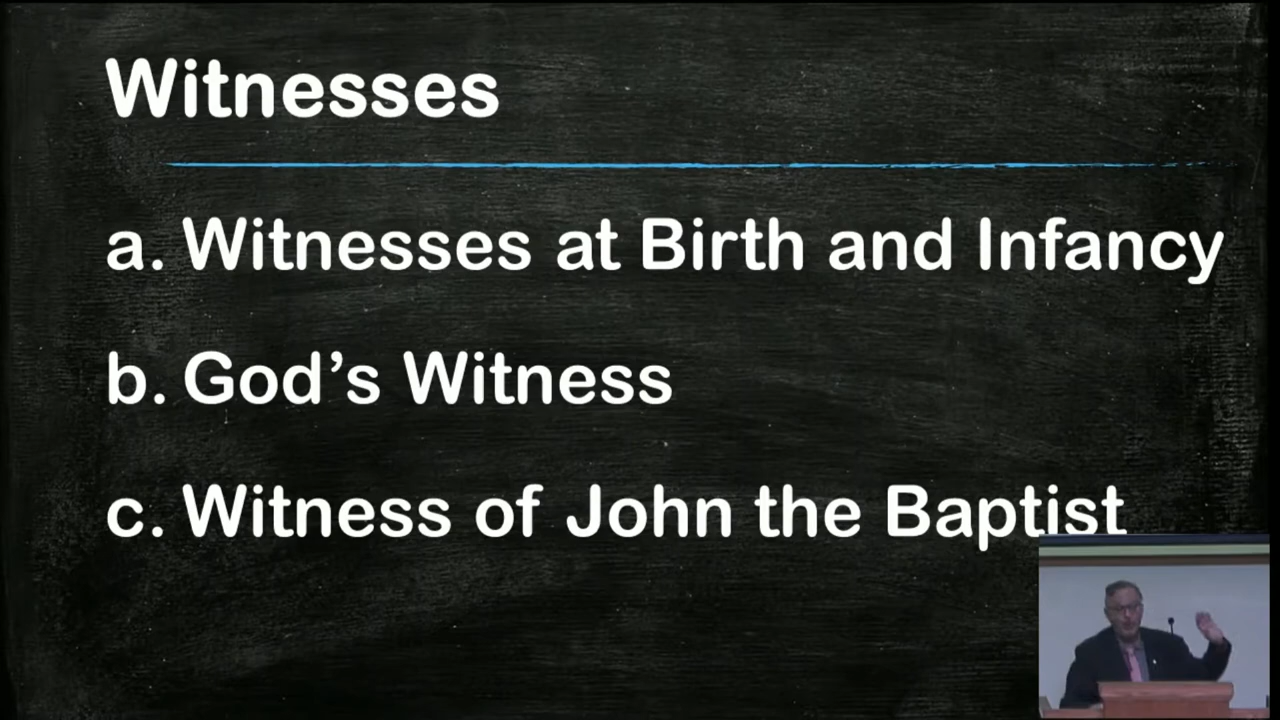 Witnesses
a. Witnesses at Birth and Infancy
b. God’s Witness
c. Witness of John the Baptist